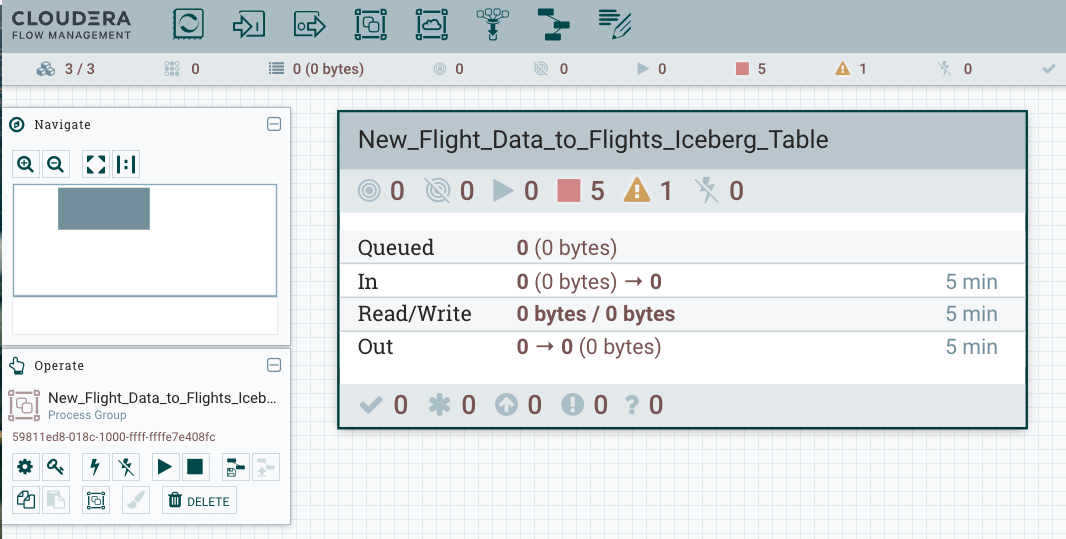 CLOUDERA
FLOW MANAGEMENT
3 / 3 0 0 (0 bytes) 0 0 0 5 1 0
Navigate
New_Flight_Data_to_Flights_Iceberg_Table
0 0 0 5 1 0
Queued 0 (0 bytes)
In 0 (0 bytes) → 0 5 min
Read/Write 0 bytes / 0 bytes 5 min
Out 0 → 0 (0 bytes) 5 min
0 0 0 0 ? 0
Operate
New_Flight_Data_to_Flights_Iceb...
Process Group
59811ed8-018c-1000-ffff-ffffe7e408fc
DELETE